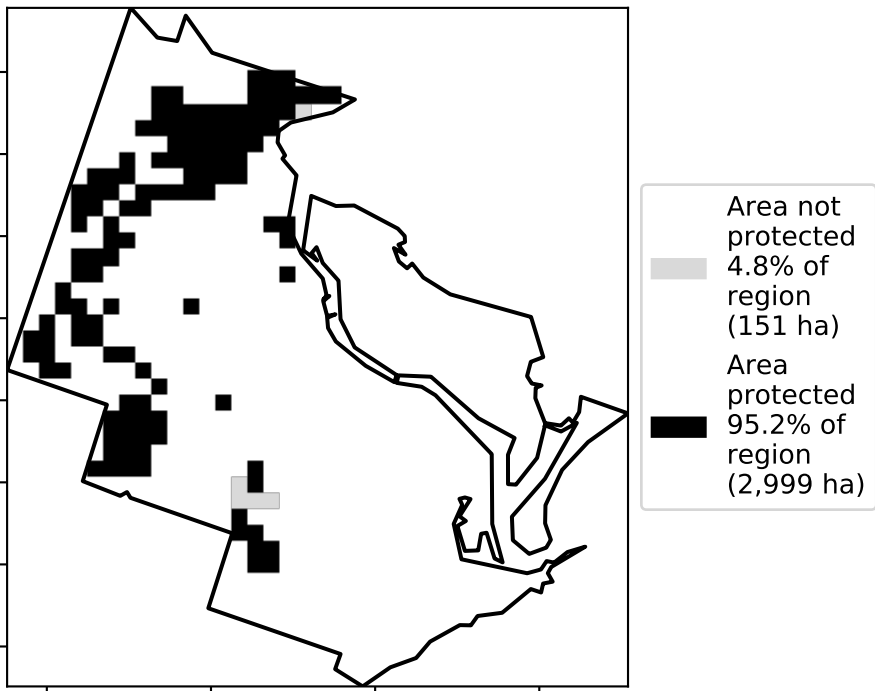 Area not
protected
4.8% of
region
(151 ha)
Area
protected
95.2% of
region
(2,999 ha)